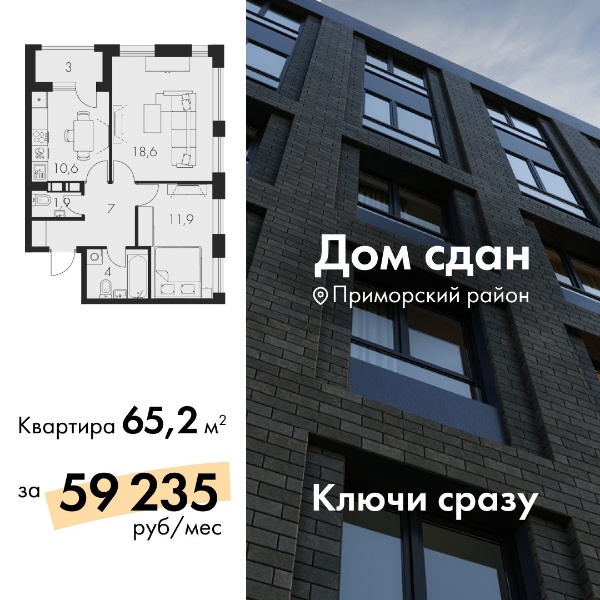 3
10,6
18,6
1,9
7
11,9
4
Дом сдан
Приморский район
Квартира 65,2 м²
за 59 235
руб/мес
Ключи сразу